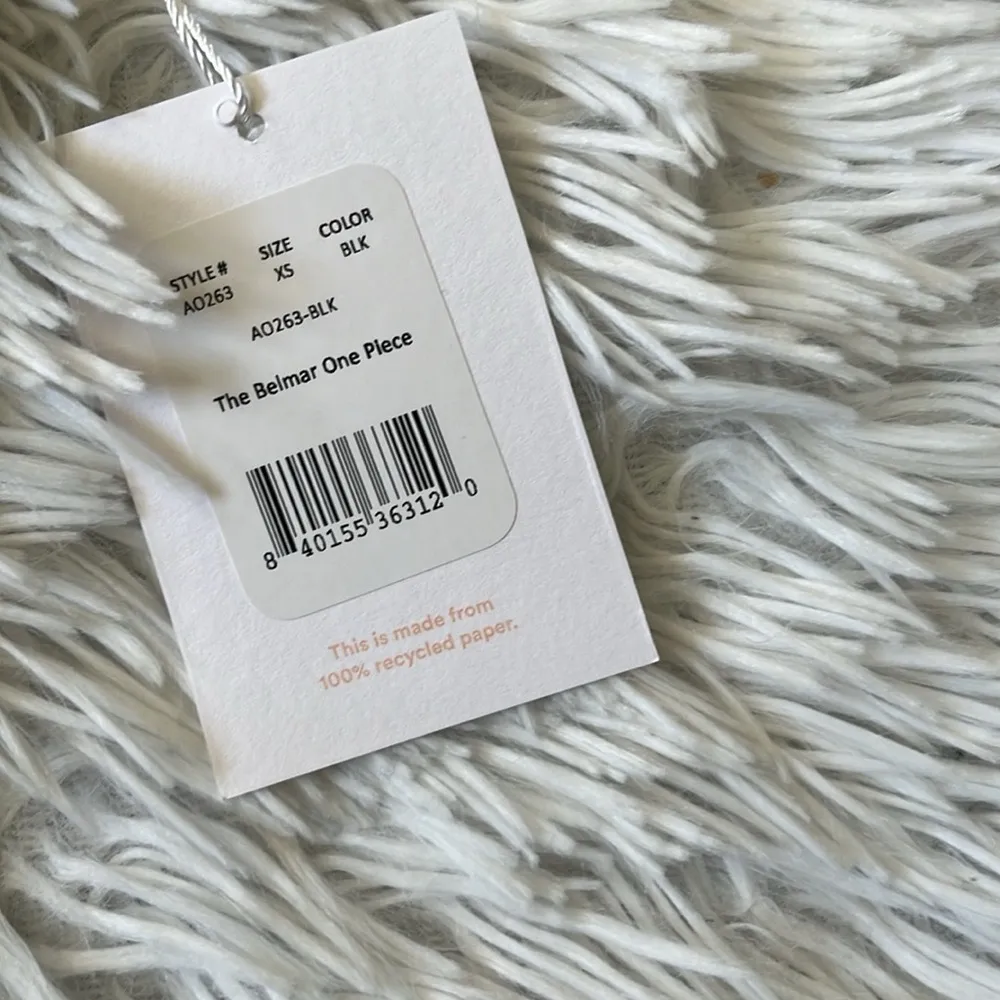 STYLE # SIZE COLOR
AO263 XS BLK
AO263-BLK
The Belmar One Piece
8 40155 36312 0
This is made from
100% recycled paper.